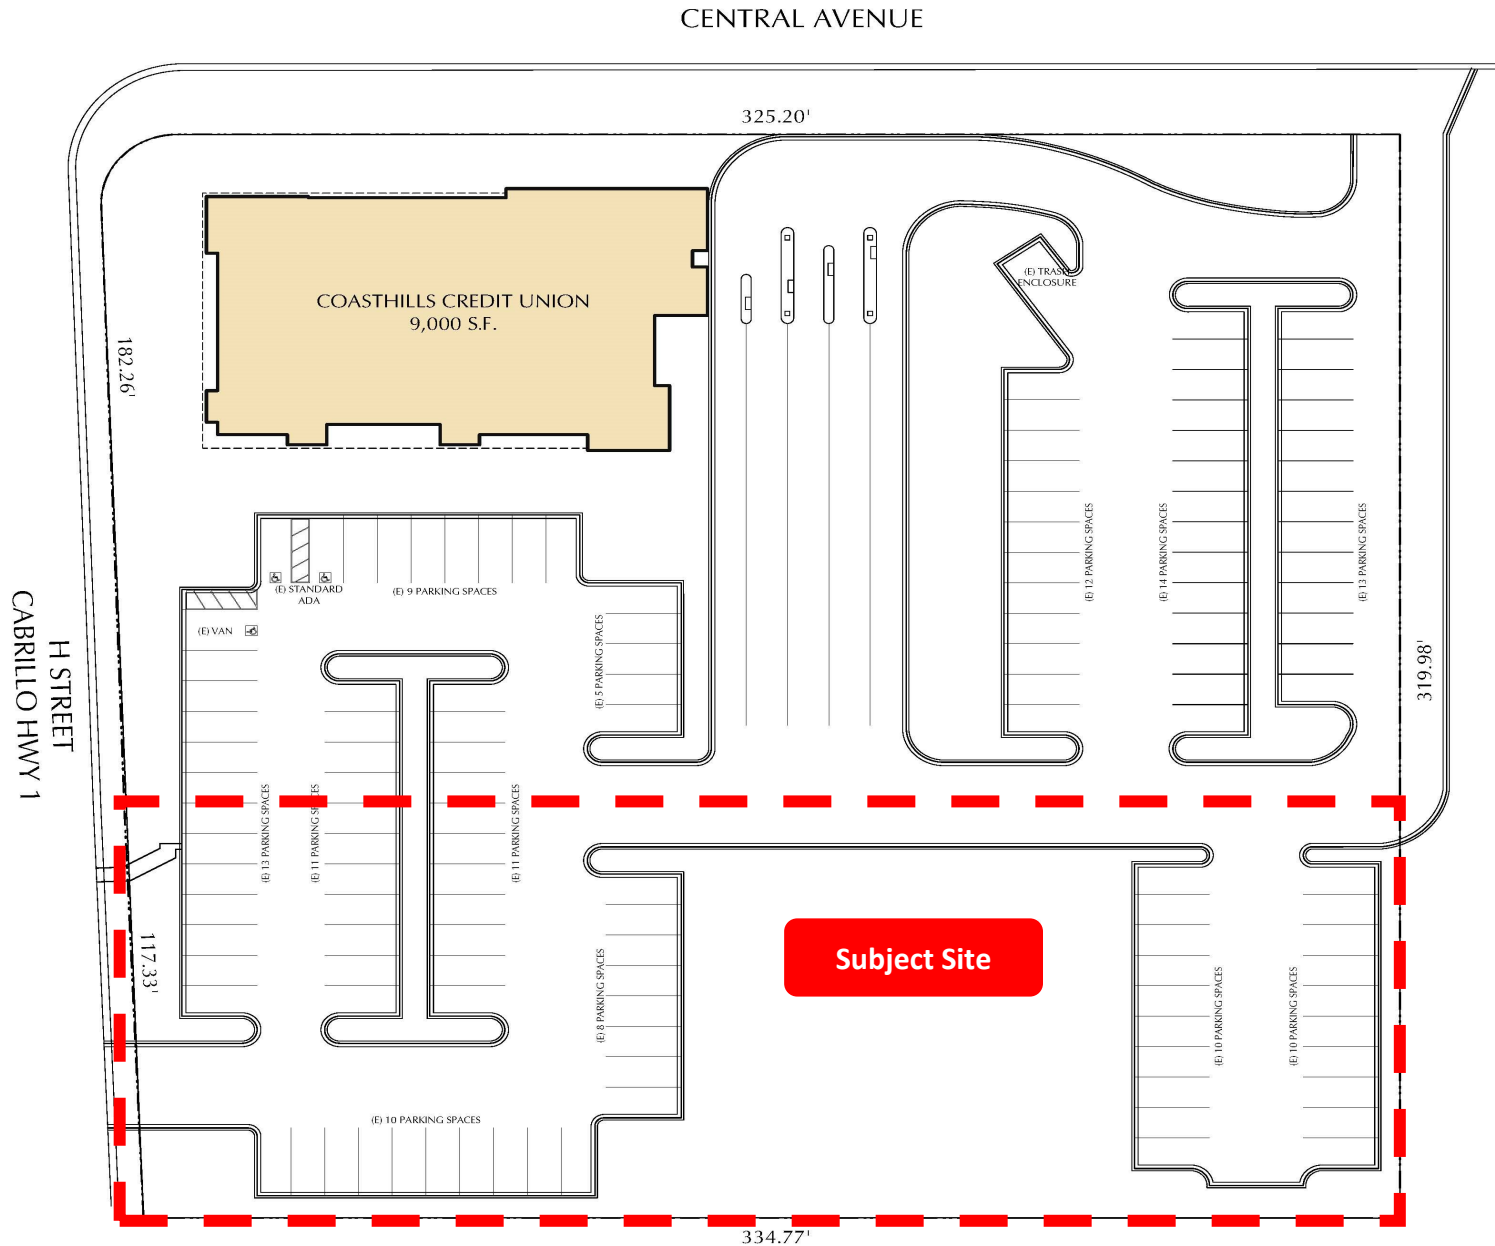 CENTRAL AVENUE
325.20'
COASTHILLS CREDIT UNION
9,000 S.F.
(E) TRASH
ENCLOSURE
182.26'
(E) STANDARD
ADA
(E) 9 PARKING SPACES
(E) VAN
(E) 5 PARKING SPACES
(E) 12 PARKING SPACES
(E) 14 PARKING SPACES
(E) 13 PARKING SPACES
H STREET
CABRILLO HWY 1
319.98'
(E) 13 PARKING SPACES
(E) 11 PARKING SPACES
(E) 11 PARKING SPACES
117.33'
(E) 8 PARKING SPACES
Subject Site
(E) 10 PARKING SPACES
(E) 10 PARKING SPACES
(E) 10 PARKING SPACES
334.77'